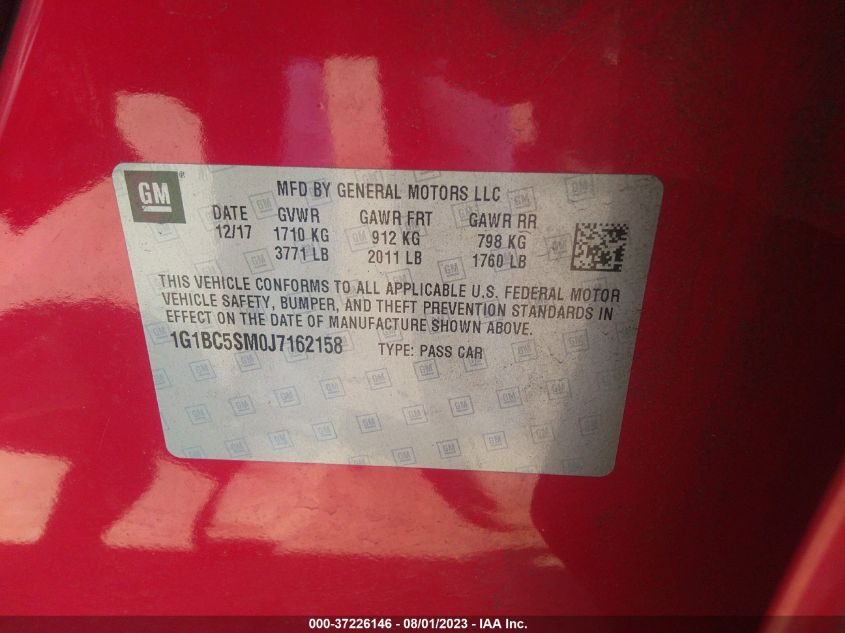 GM®
MFD BY GENERAL MOTORS LLC
DATE GVWR GAWR FRT GAWR RR
12/17 1710 KG 912 KG 798 KG
3771 LB 2011 LB 1760 LB
THIS VEHICLE CONFORMS TO ALL APPLICABLE U.S. FEDERAL MOTOR
VEHICLE SAFETY, BUMPER, AND THEFT PREVENTION STANDARDS IN
EFFECT ON THE DATE OF MANUFACTURE SHOWN ABOVE.
1G1BC5SM0J7162158 TYPE: PASS CAR
000-37226146 - 08/01/2023 - IAA Inc.